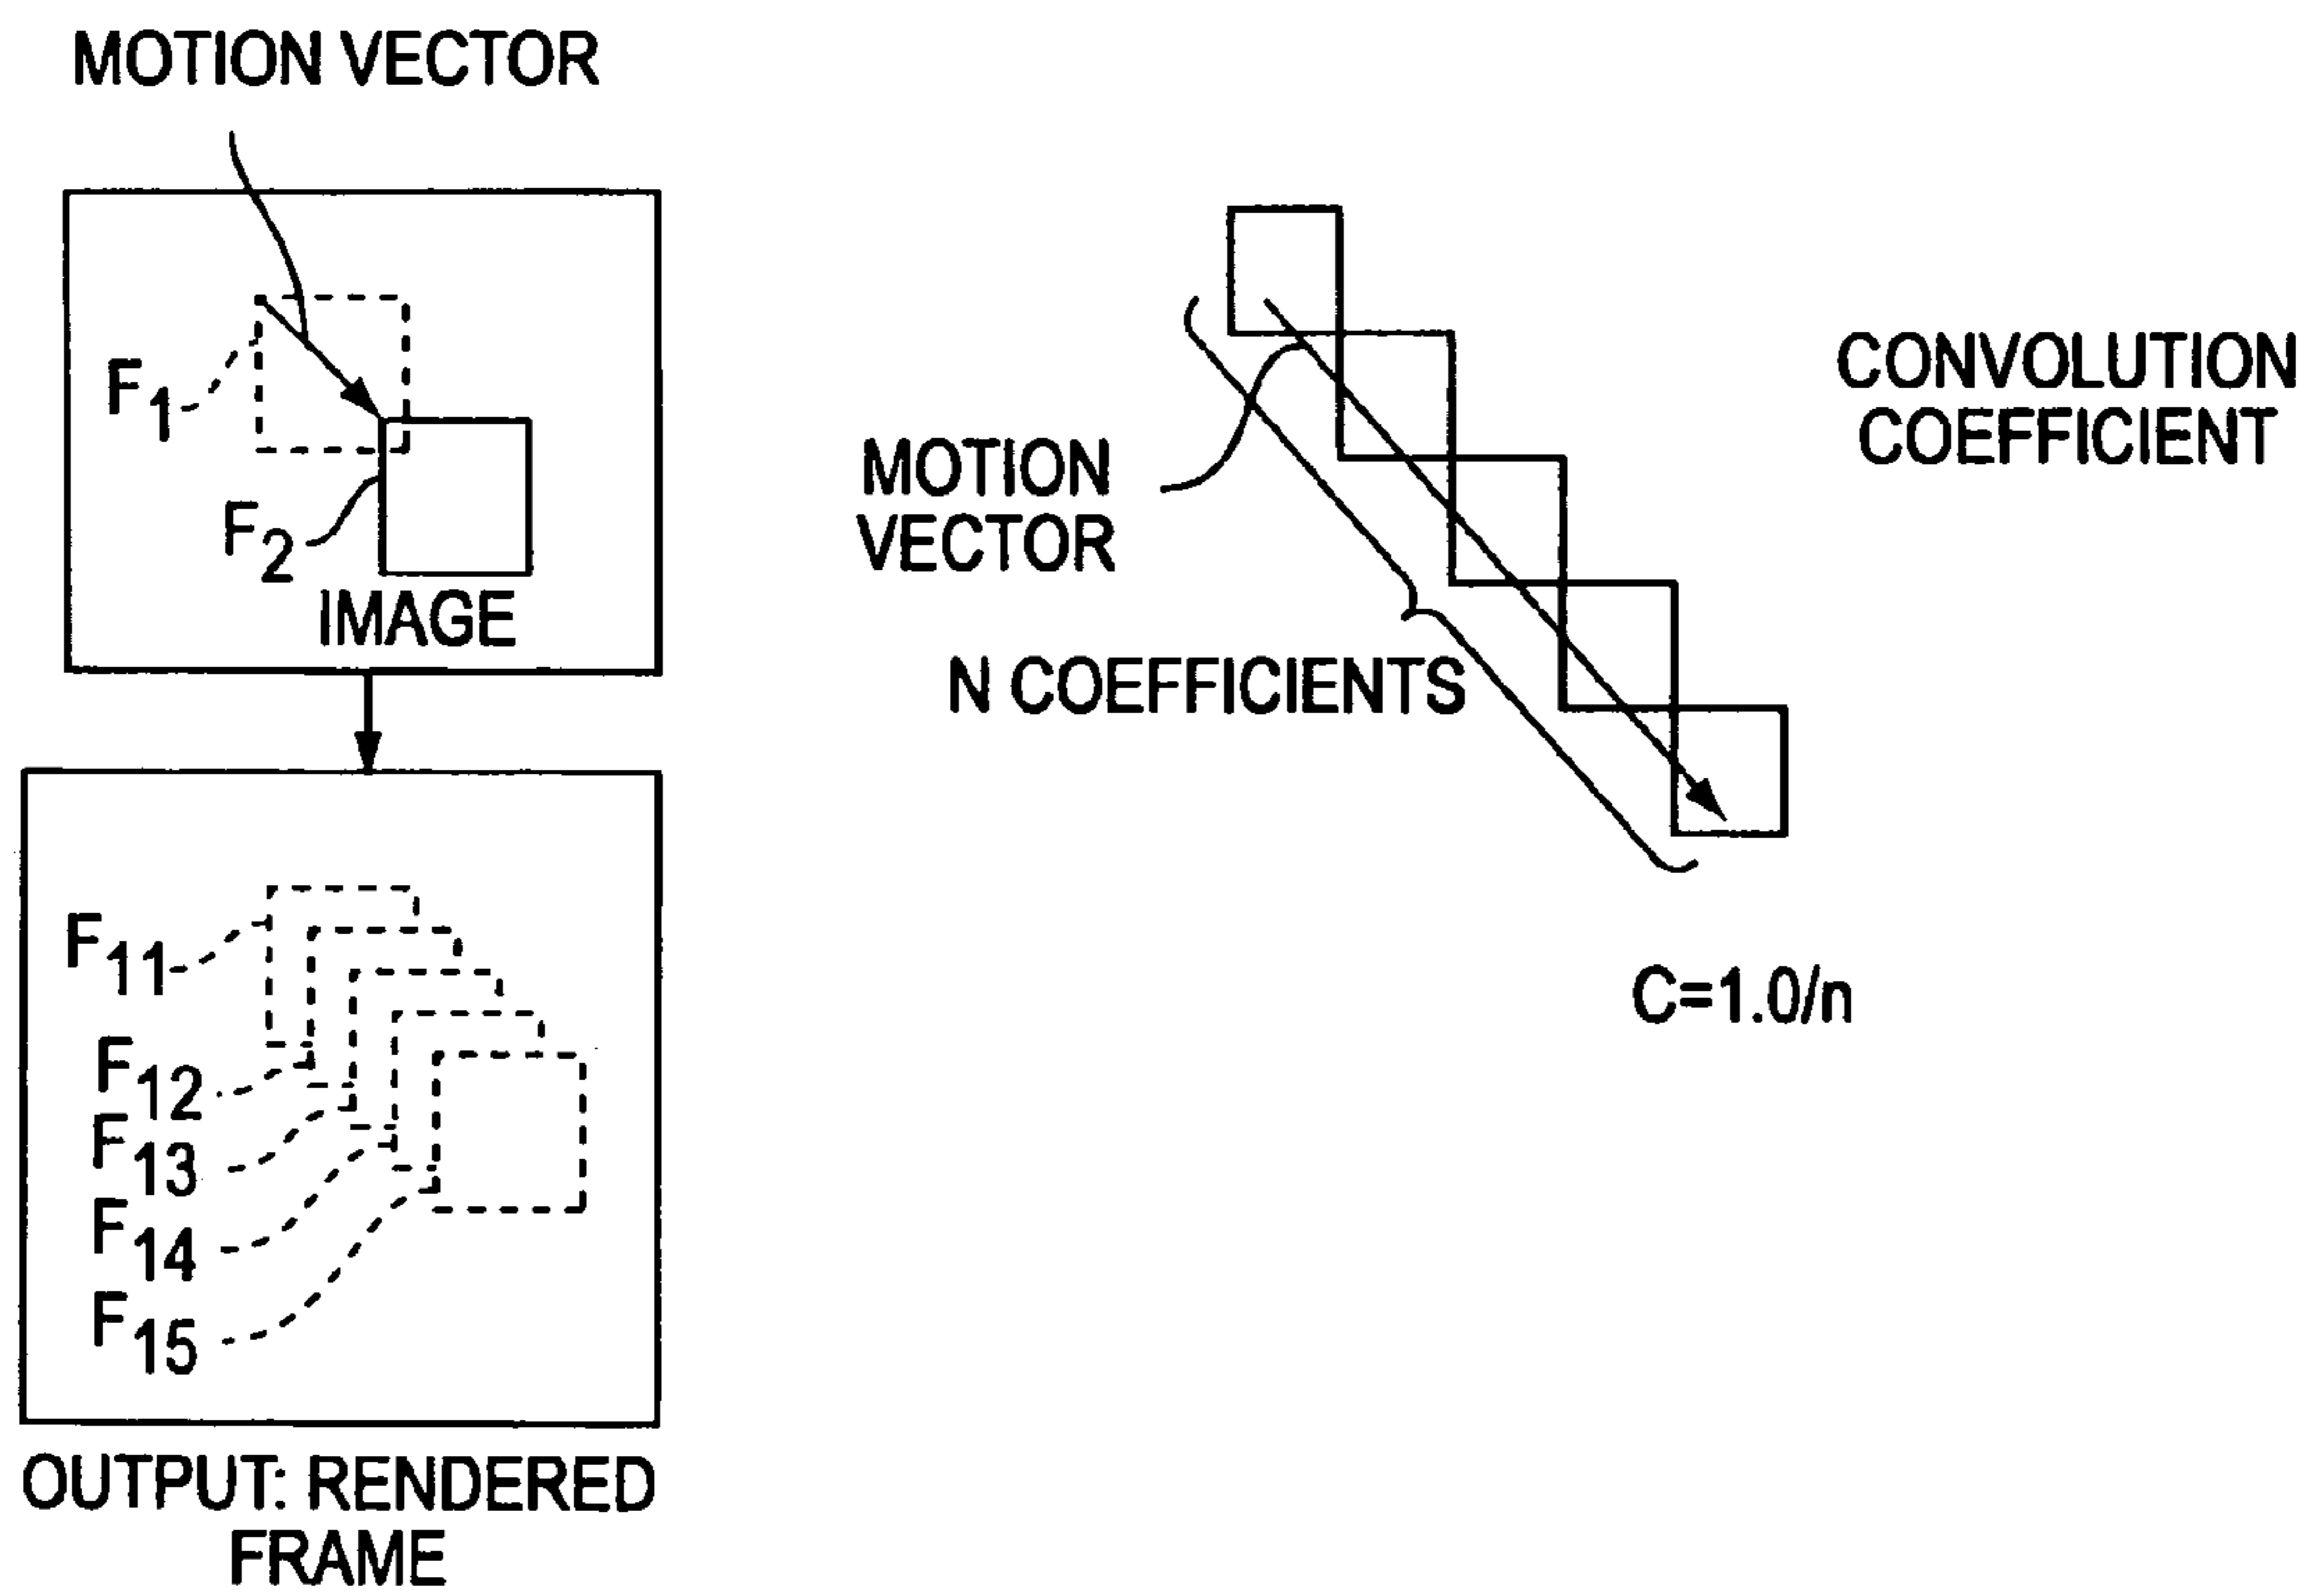 MOTION VECTOR
F1
F2
IMAGE
F11
F12
F13
F14
F15
OUTPUT: RENDERED
FRAME
MOTION
VECTOR
N COEFFICIENTS
CONVOLUTION
COEFFICIENT
C=1.0/n